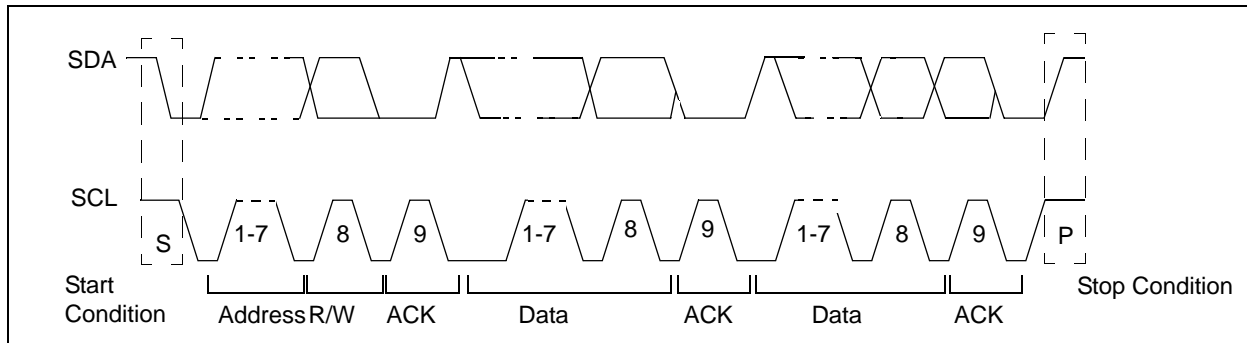 SDA
SCL
S
1-7
8
9
1-7
8
9
1-7
8
9
P
Start
Condition
Address
R/W
ACK
Data
ACK
Data
ACK
Stop Condition